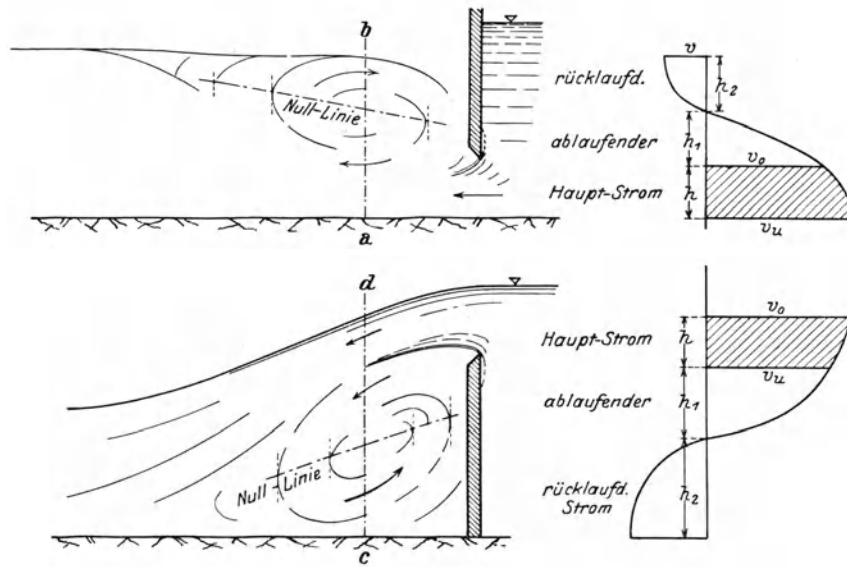 b
Null-Linie
a
rücklaufd.
ablaufender
Haupt-Strom
v
h₂
h₁
v₀
h
vᵤ
d
Null-Linie
c
Haupt-Strom
ablaufender
rücklaufd.
Strom
v₀
h
vᵤ
h₁
h₂